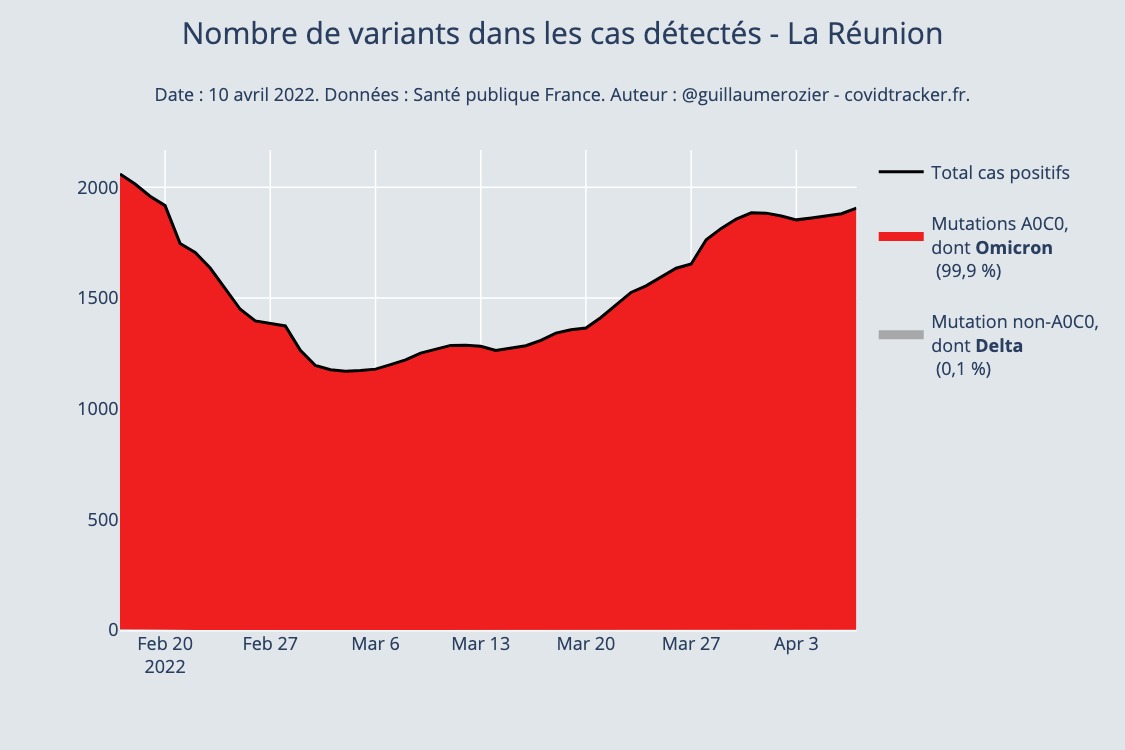 Nombre de variants dans les cas détectés - La Réunion
Date : 10 avril 2022. Données : Santé publique France. Auteur : @guillaumerozier - covidtracker.fr.
Total cas positifs
Mutations A0C0,
dont Omicron
(99,9 %)
Mutation non-A0C0,
dont Delta
(0,1 %)
2000
1500
1000
500
0
Feb 20
2022
Feb 27
Mar 6
Mar 13
Mar 20
Mar 27
Apr 3